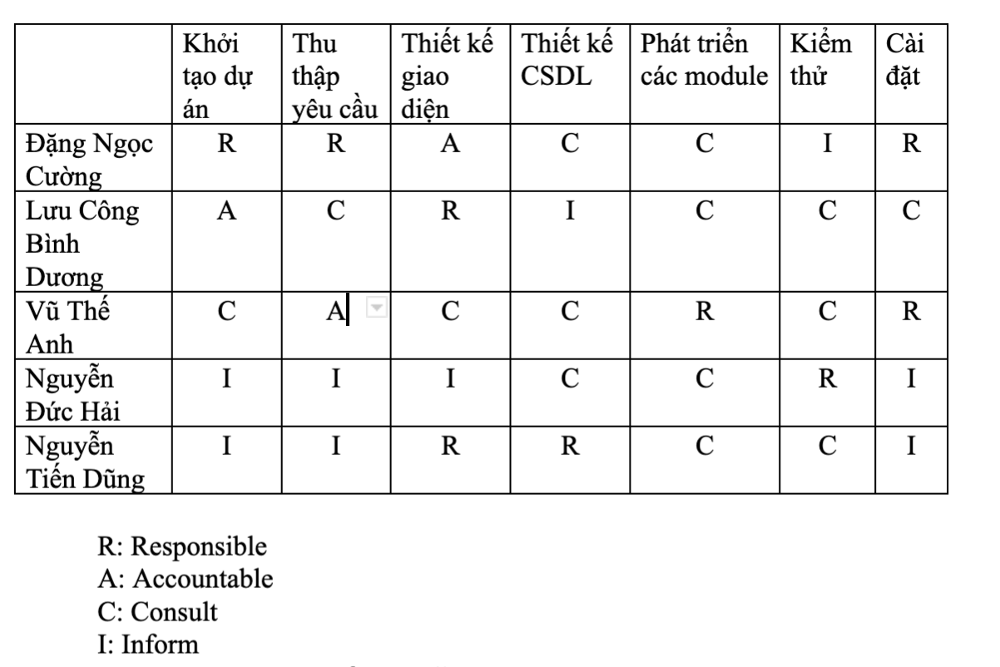 Khởi tạo dự án Thu thập yêu cầu Thiết kế giao diện Thiết kế CSDL Phát triển các module Kiểm thử Cài đặt
Đặng Ngọc Cường R R A C C I R
Lưu Công Bình Dương A C R I C C C
Vũ Thế Anh C A C C R C R
Nguyễn Đức Hải I I I C C R I
Nguyễn Tiến Dũng I I R R C C I
R: Responsible
A: Accountable
C: Consult
I: Inform